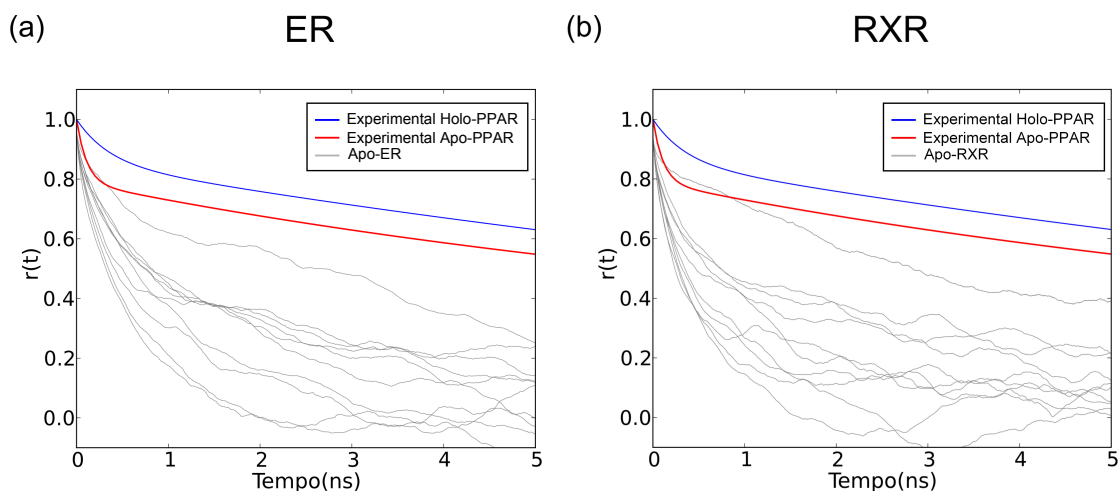 (a)
ER
(b)
RXR
Experimental Holo-PPAR
Experimental Apo-PPAR
Apo-ER
1.0
0.8
0.6
0.4
0.2
0.0
r(t)
0 1 2 3 4 5
Tempo(ns)
Experimental Holo-PPAR
Experimental Apo-PPAR
Apo-RXR
1.0
0.8
0.6
0.4
0.2
0.0
r(t)
0 1 2 3 4 5
Tempo(ns)